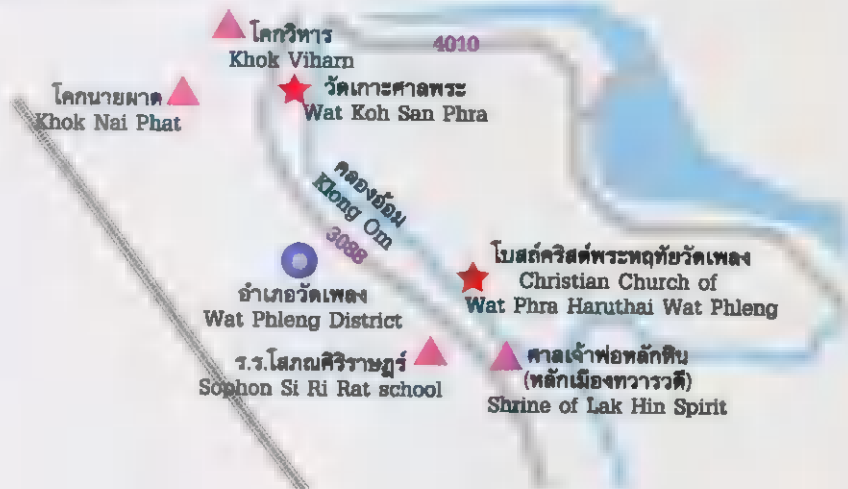 โคกวิหาร
Khok Viharn
4010
โคกนายผาด
Khok Nai Phat
วัดเกาะศาลพระ
Wat Koh San Phra
คลองอ้อม
Klong Om
3088
โบสถ์คริสต์พระหฤทัยวัดเพลง
Christian Church of
Wat Phra Haruthai Wat Phleng
อำเภอวัดเพลง
Wat Phleng District
ร.ร.โสภณศิริราษฎร์
Sophon Si Ri Rat school
ศาลเจ้าพ่อหลักหิน
(หลักเมืองทวารวดี)
Shrine of Lak Hin Spirit